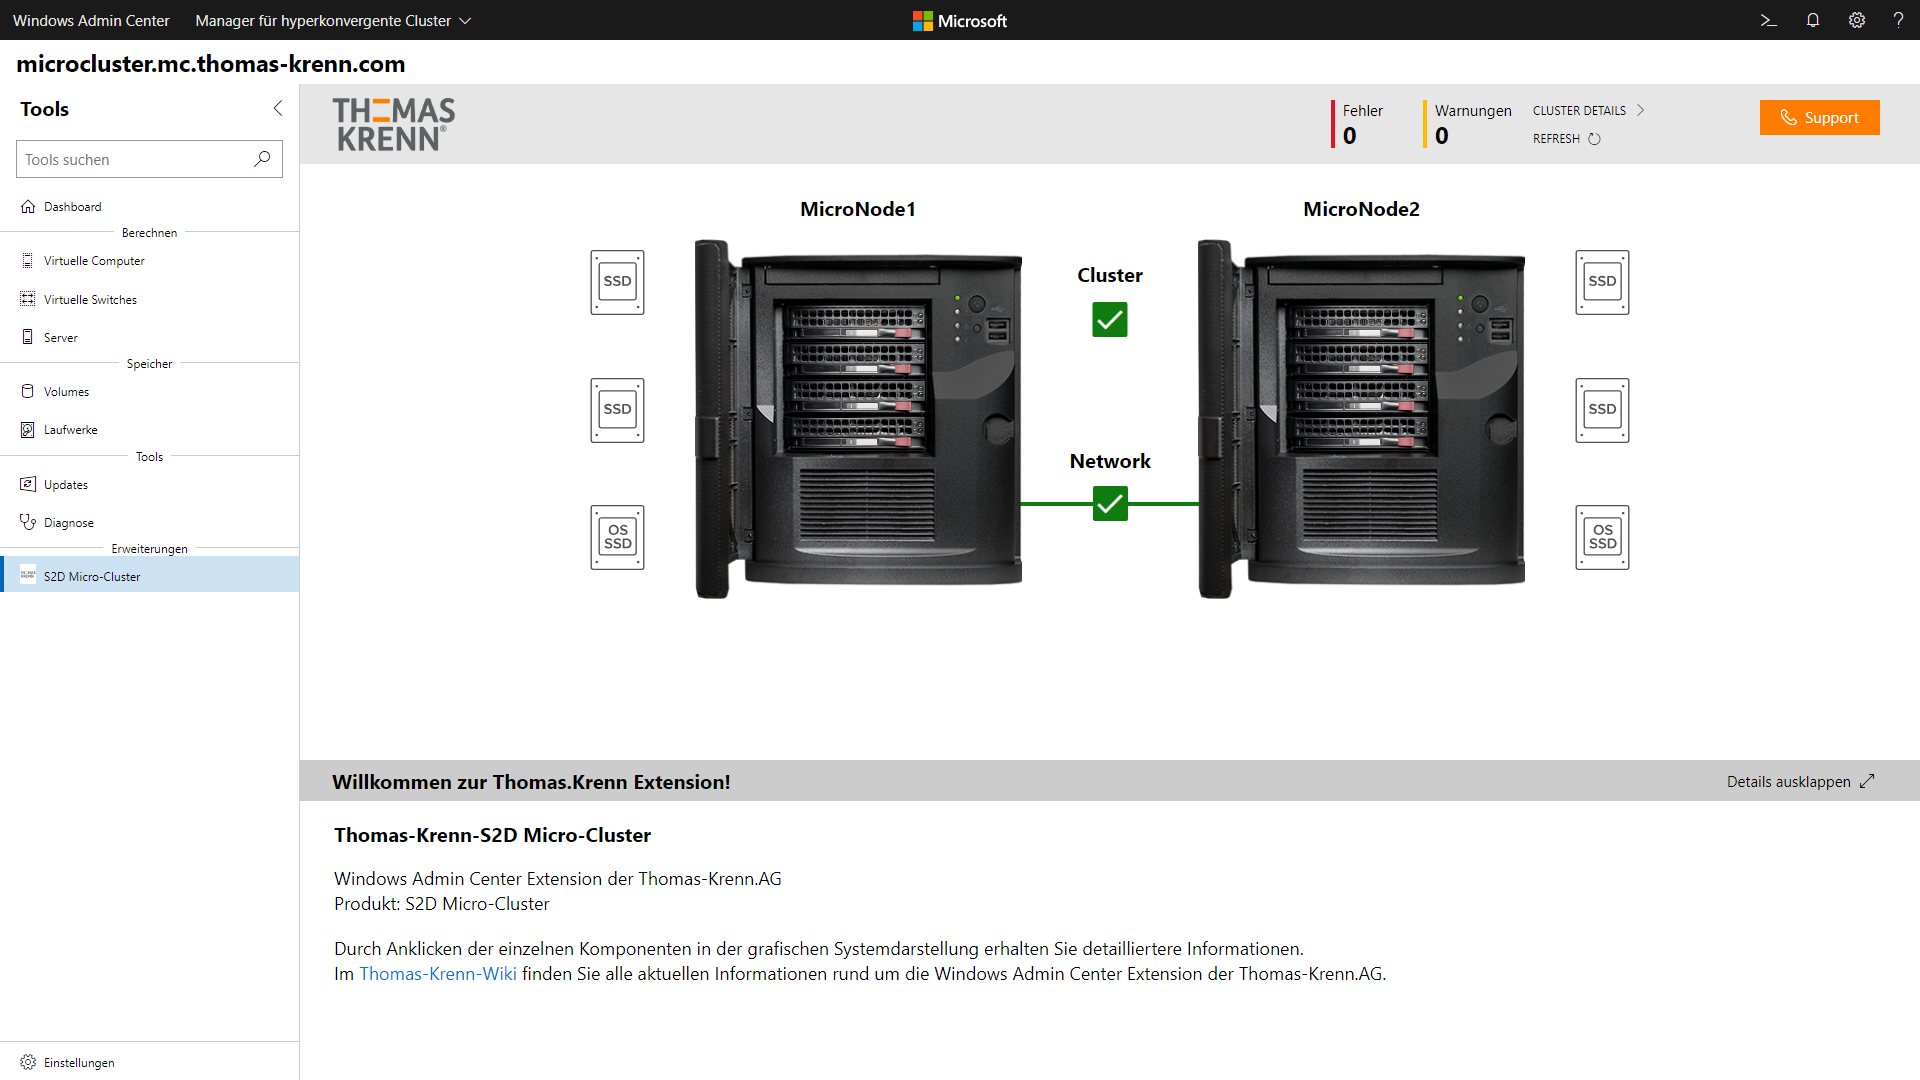 Windows Admin Center
Manager für hyperkonvergente Cluster
Microsoft
?
microcluster.mc.thomas-krenn.com
Tools
Tools suchen
Dashboard
Berechnen
Virtuelle Computer
Virtuelle Switches
Server
Speicher
Volumes
Laufwerke
Tools
Updates
Diagnose
Erweiterungen
S2D Micro-Cluster
Einstellungen
THOMAS
KRENN®
Fehler
0
Warnungen
0
CLUSTER DETAILS
REFRESH
Support
MicroNode1
MicroNode2
SSD
SSD
OS
SSD
Cluster
Network
SSD
SSD
OS
SSD
Willkommen zur Thomas.Krenn Extension!
Details ausklappen
Thomas-Krenn-S2D Micro-Cluster
Windows Admin Center Extension der Thomas-Krenn.AG
Produkt: S2D Micro-Cluster
Durch Anklicken der einzelnen Komponenten in der grafischen Systemdarstellung erhalten Sie detailliertere Informationen.
Im Thomas-Krenn-Wiki finden Sie alle aktuellen Informationen rund um die Windows Admin Center Extension der Thomas-Krenn.AG.